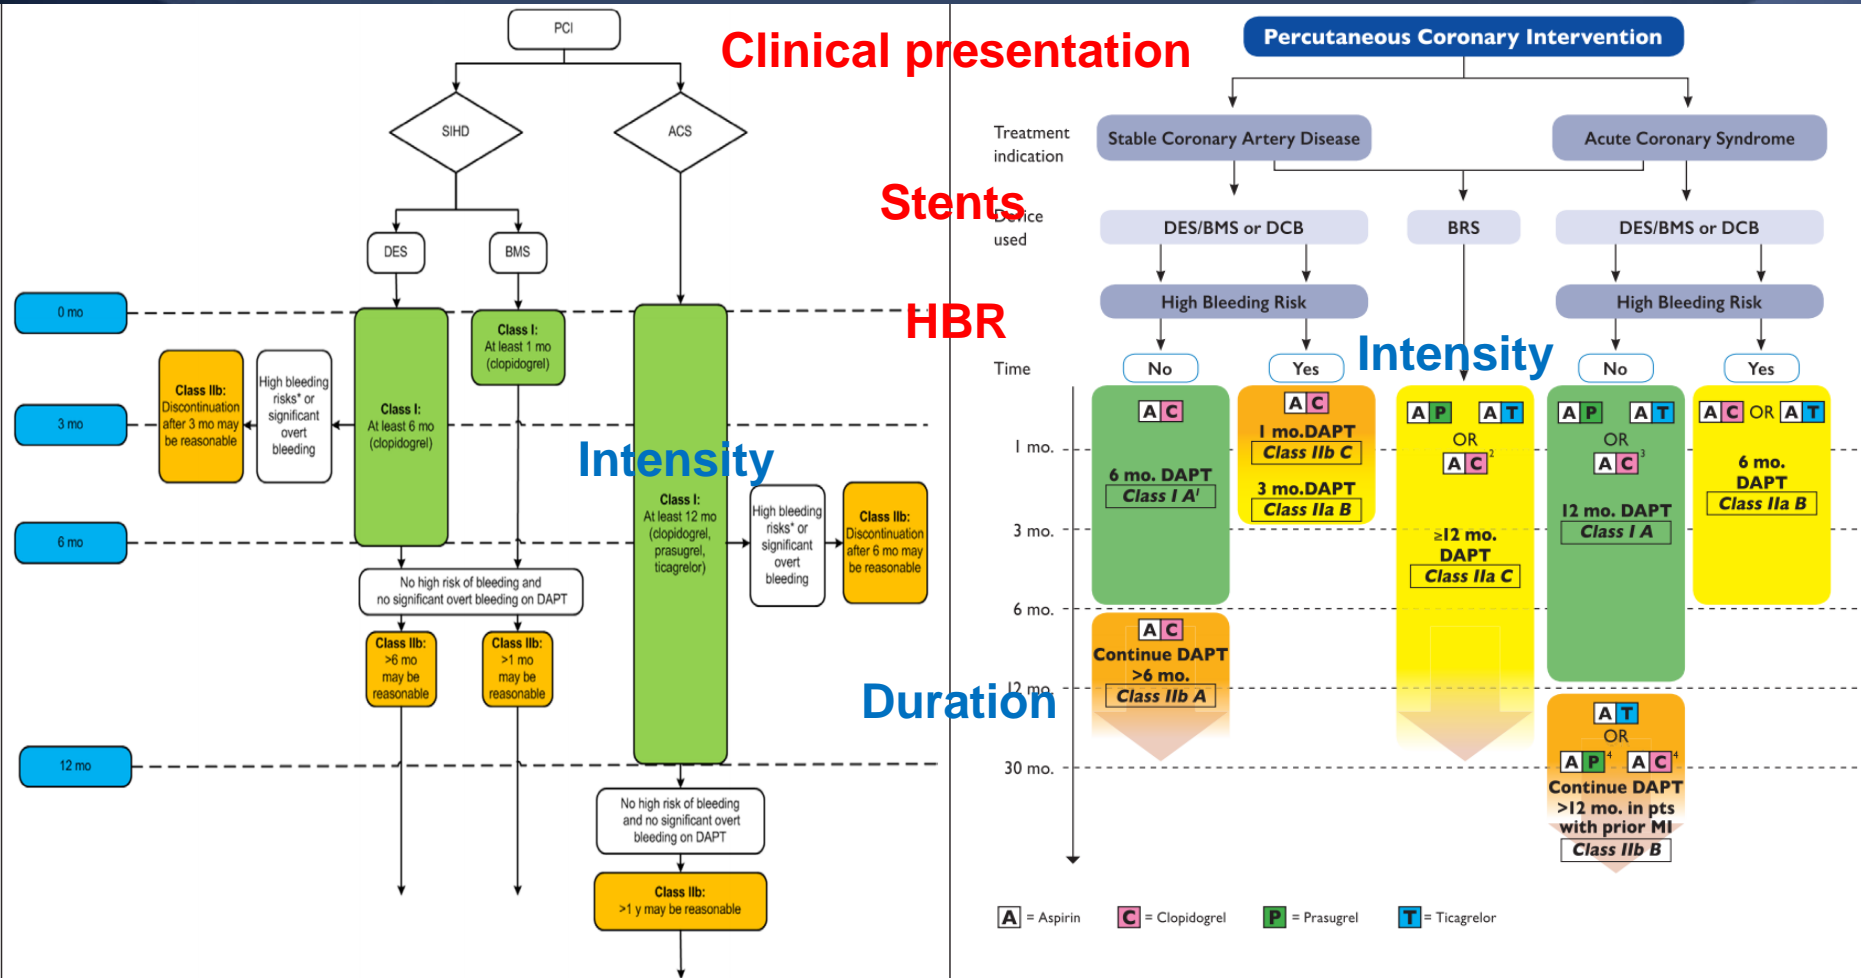 Clinical presentation
Stents
HBR
Intensity
Intensity
Duration
PCI
SIHD
ACS
DES
BMS
0 mo
3 mo
6 mo
12 mo
Class IIb:
Discontinuation
after 3 mo may
be reasonable
High bleeding
risks* or
significant
overt
bleeding
Class I:
At least 6 mo
(clopidogrel)
Class I:
At least 1 mo
(clopidogrel)
Class I:
At least 12 mo
(clopidogrel,
prasugrel,
ticagrelor)
High bleeding
risks* or
significant
overt
bleeding
Class IIb:
Discontinuation
after 6 mo may
be reasonable
No high risk of bleeding and
no significant overt bleeding on DAPT
Class IIb:
>6 mo
may be
reasonable
Class IIb:
>1 mo
may be
reasonable
No high risk of bleeding
and no significant overt
bleeding on DAPT
Class IIb:
>1 y may be reasonable
Percutaneous Coronary Intervention
Treatment
indication
Stable Coronary Artery Disease
Acute Coronary Syndrome
Device
used
DES/BMS or DCB
BRS
DES/BMS or DCB
High Bleeding Risk
High Bleeding Risk
Time
No
Yes
No
Yes
1 mo.
3 mo.
6 mo.
12 mo.
30 mo.
A C
6 mo. DAPT
Class I A¹
A C
Continue DAPT
>6 mo.
Class IIb A
A C
1 mo.DAPT
Class IIb C
3 mo.DAPT
Class IIa B
A P A T
OR
A C ²
≥12 mo.
DAPT
Class IIa C
A P A T
OR
A C ³
12 mo. DAPT
Class I A
A T
OR
A P ⁴ A C ⁴
Continue DAPT
>12 mo. in pts
with prior MI
Class IIb B
A C OR A T
6 mo.
DAPT
Class IIa B
A = Aspirin C = Clopidogrel P = Prasugrel T = Ticagrelor